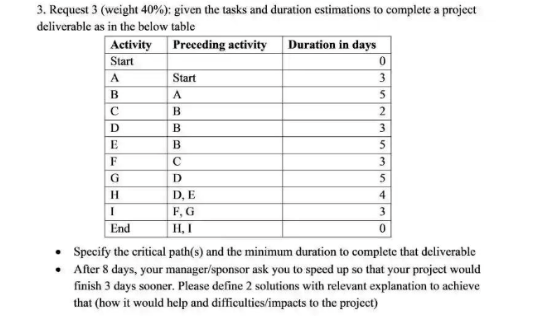 3. Request 3 (weight 40%): given the tasks and duration estimations to complete a project
deliverable as in the below table
Activity Preceding activity Duration in days
Start 0
A Start 3
B A 5
C B 2
D B 3
E B 5
F C 3
G D 5
H D, E 4
I F, G 3
End H, I 0
• Specify the critical path(s) and the minimum duration to complete that deliverable
• After 8 days, your manager/sponsor ask you to speed up so that your project would
finish 3 days sooner. Please define 2 solutions with relevant explanation to achieve
that (how it would help and difficulties/impacts to the project)